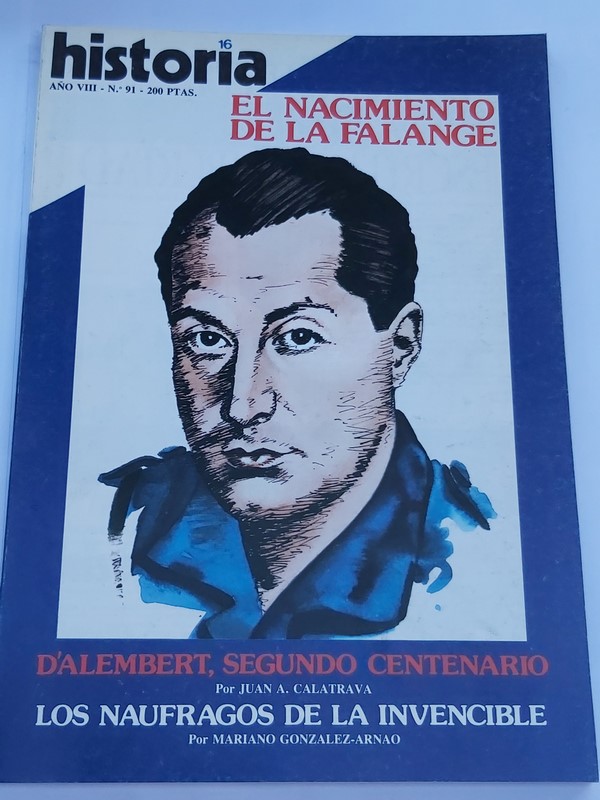 historia 16
AÑO VIII - N.º 91 - 200 PTAS.
EL NACIMIENTO
DE LA FALANGE
D'ALEMBERT, SEGUNDO CENTENARIO
Por JUAN A. CALATRAVA
LOS NAUFRAGOS DE LA INVENCIBLE
Por MARIANO GONZALEZ-ARNAO